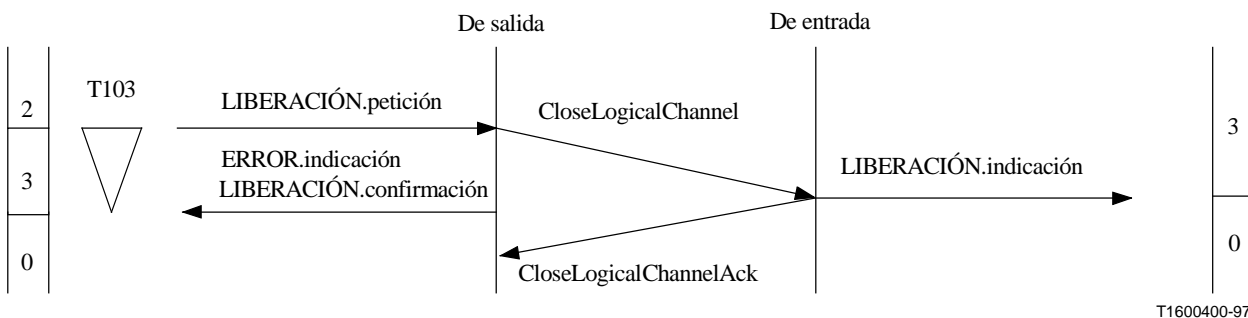 De salida
De entrada
T103
2
LIBERACIÓN.petición
CloseLogicalChannel
3
ERROR.indicación
LIBERACIÓN.indicación
3
LIBERACIÓN.confirmación
0
CloseLogicalChannelAck
0
T1600400-97